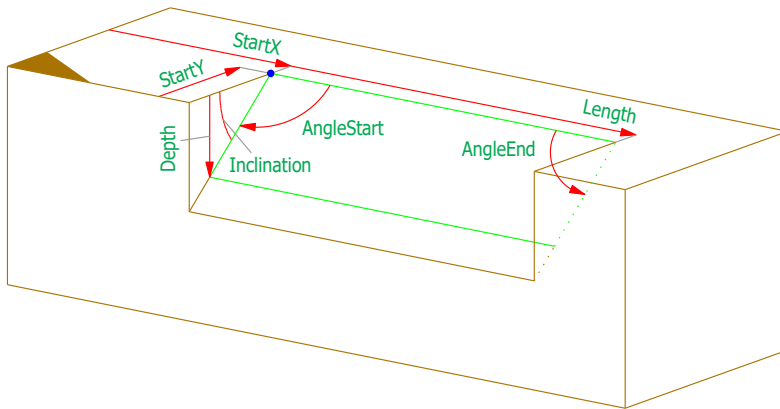 StartX
StartY
Length
AngleStart
Depth
AngleEnd
Inclination